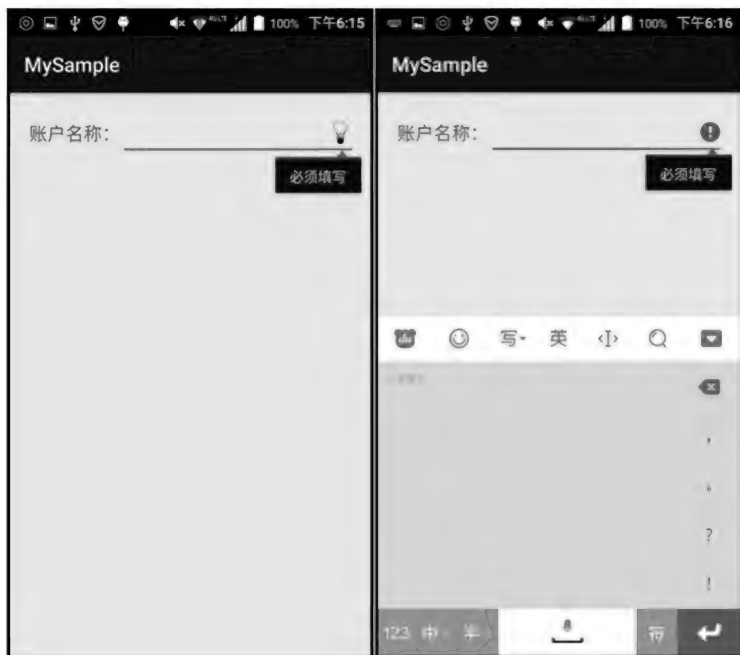 100% 下午6:15
MySample
账户名称：
必须填写
100% 下午6:16
MySample
账户名称：
必须填写
du
写 英
，
。
?
!
123 中